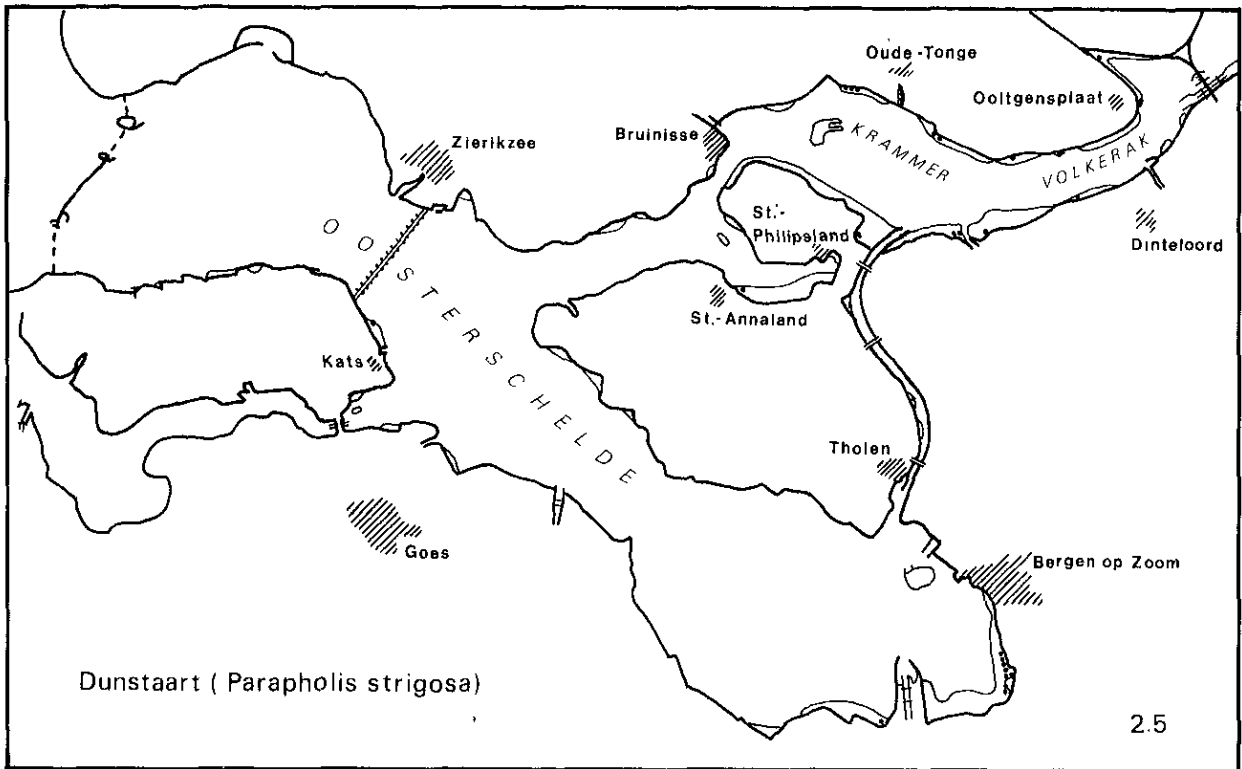 Oude-Tonge
Ooltgensplaat
Zierikzee
Bruinisse
KRAMMER
VOLKERAK
St.-
Philipsland
Dinteloord
OOSTERSCHELDE
St.-Annaland
Kats
Tholen
Goes
Bergen op Zoom
Dunstaart ( Parapholis strigosa)
2.5